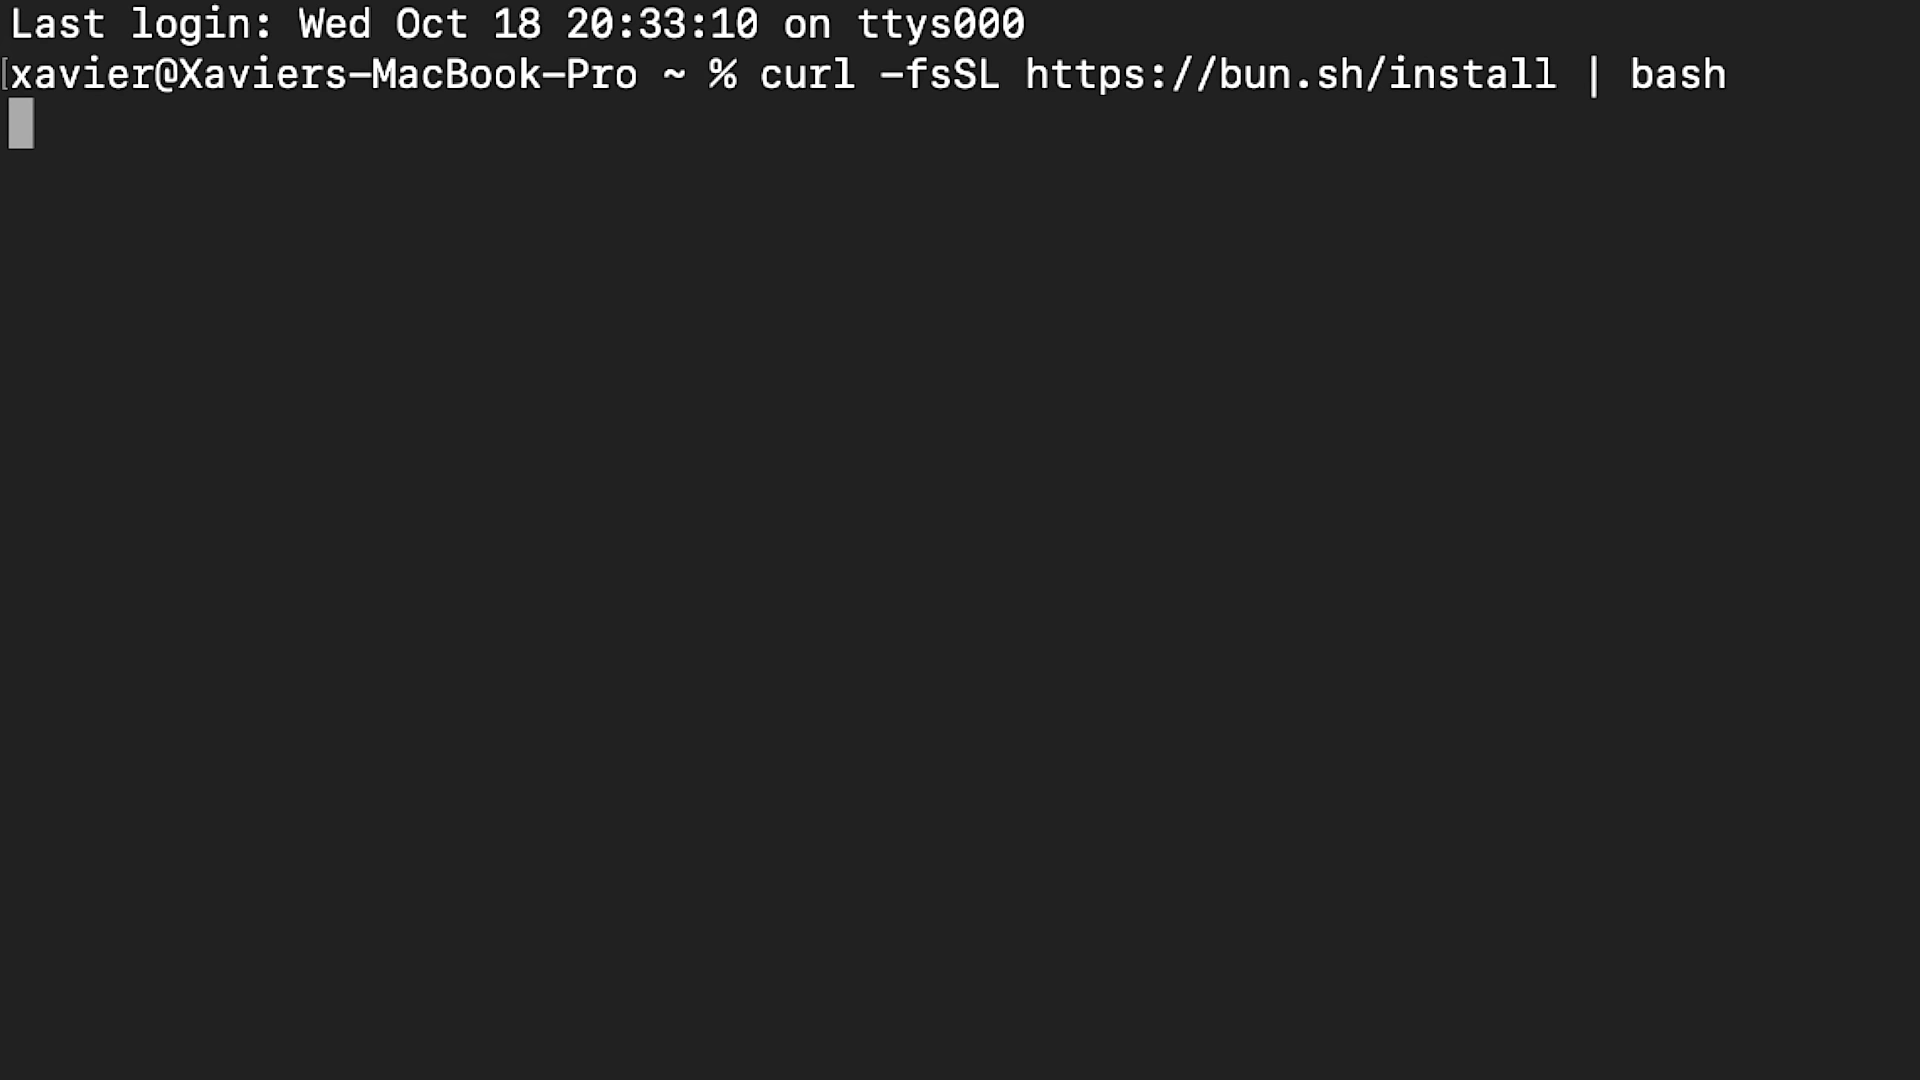 Last login: Wed Oct 18 20:33:10 on ttys000
[xavier@Xaviers-MacBook-Pro ~ % curl -fsSL https://bun.sh/install | bash